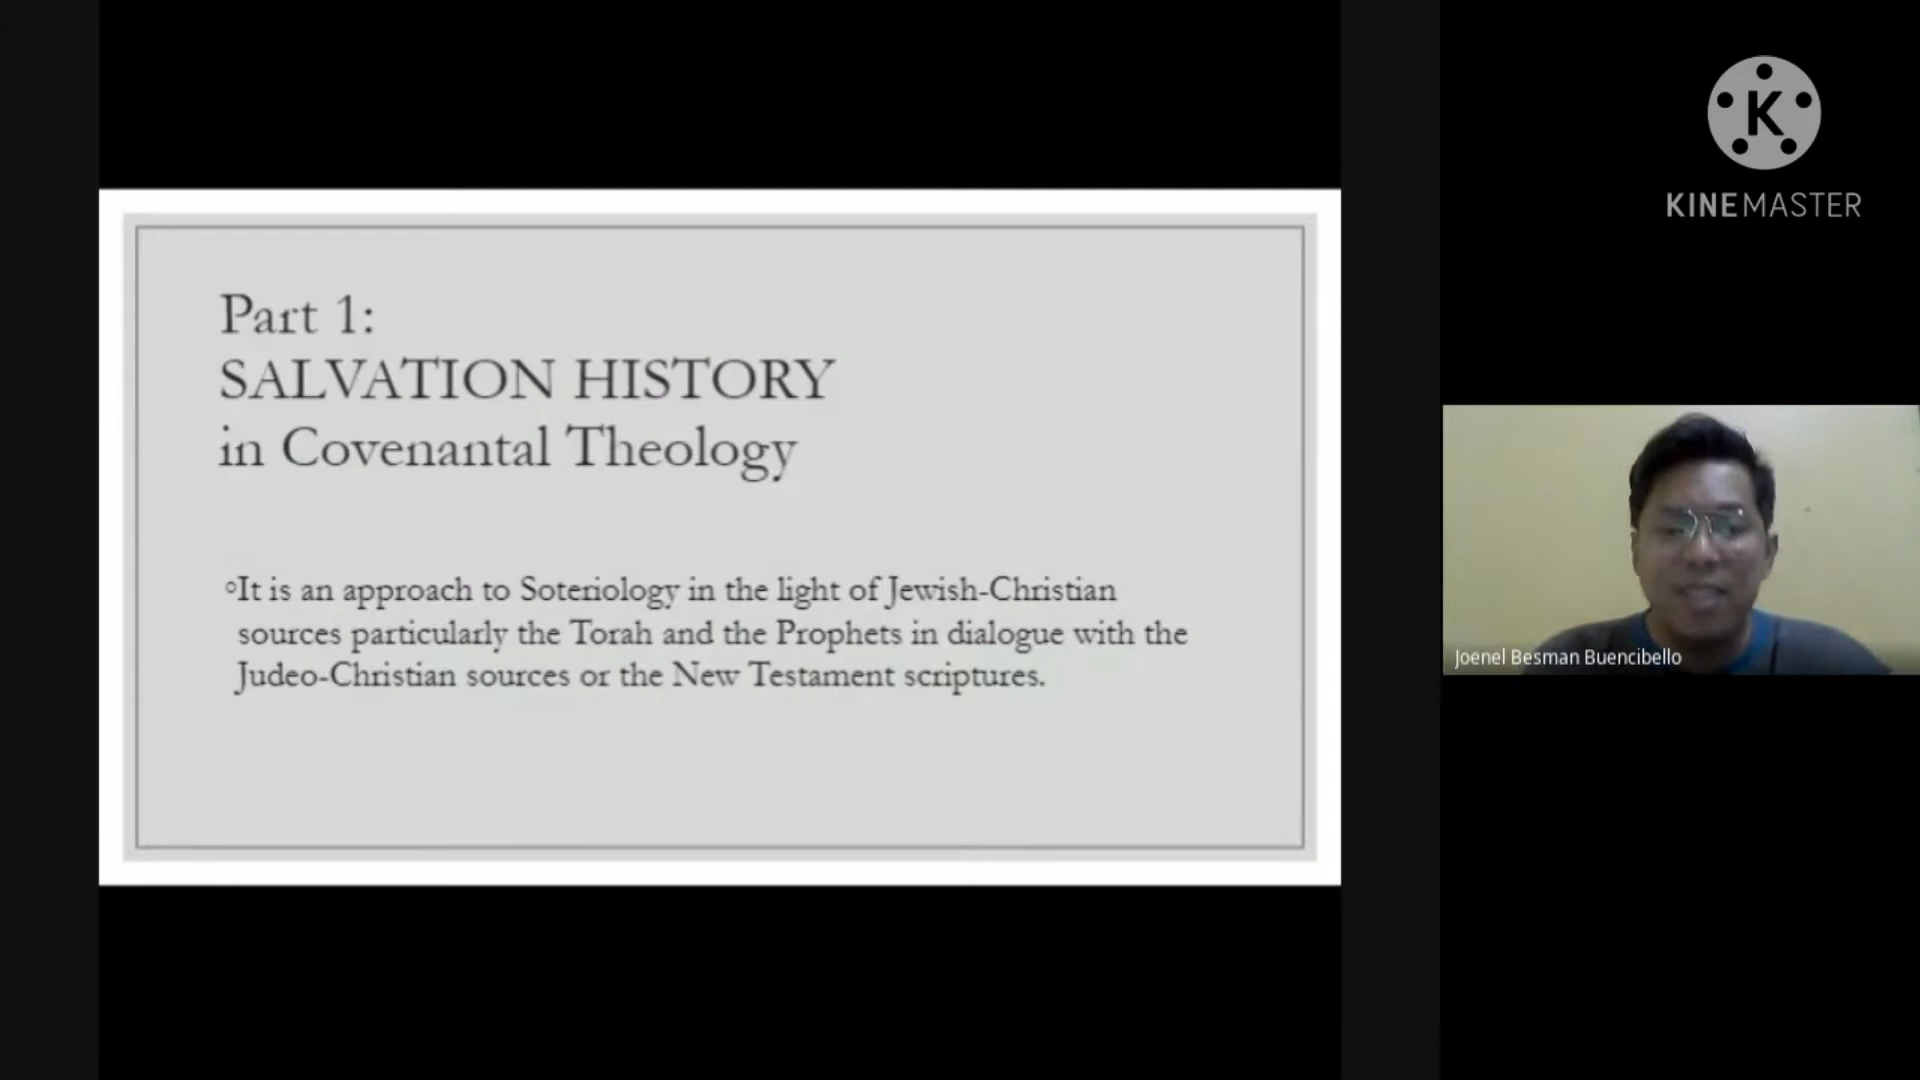 Part 1:
SALVATION HISTORY
in Covenantal Theology
°It is an approach to Soteriology in the light of Jewish-Christian
sources particularly the Torah and the Prophets in dialogue with the
Judeo-Christian sources or the New Testament scriptures.
K
KINEMASTER
Joenel Besman Buencibello